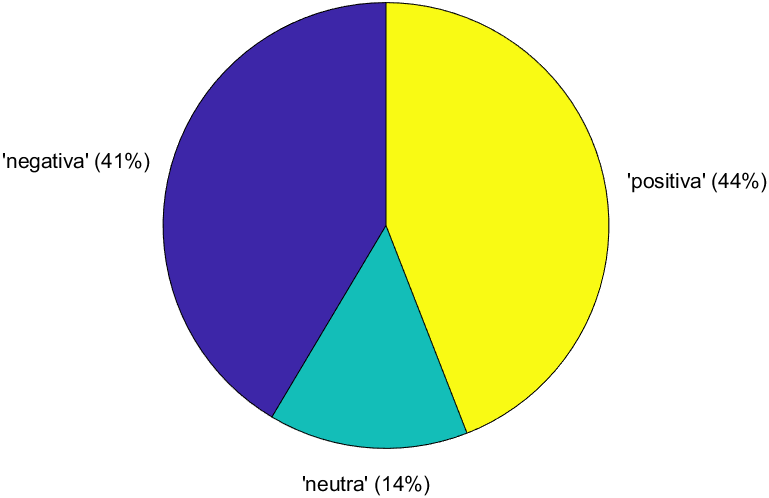 'negativa' (41%)
'positiva' (44%)
'neutra' (14%)